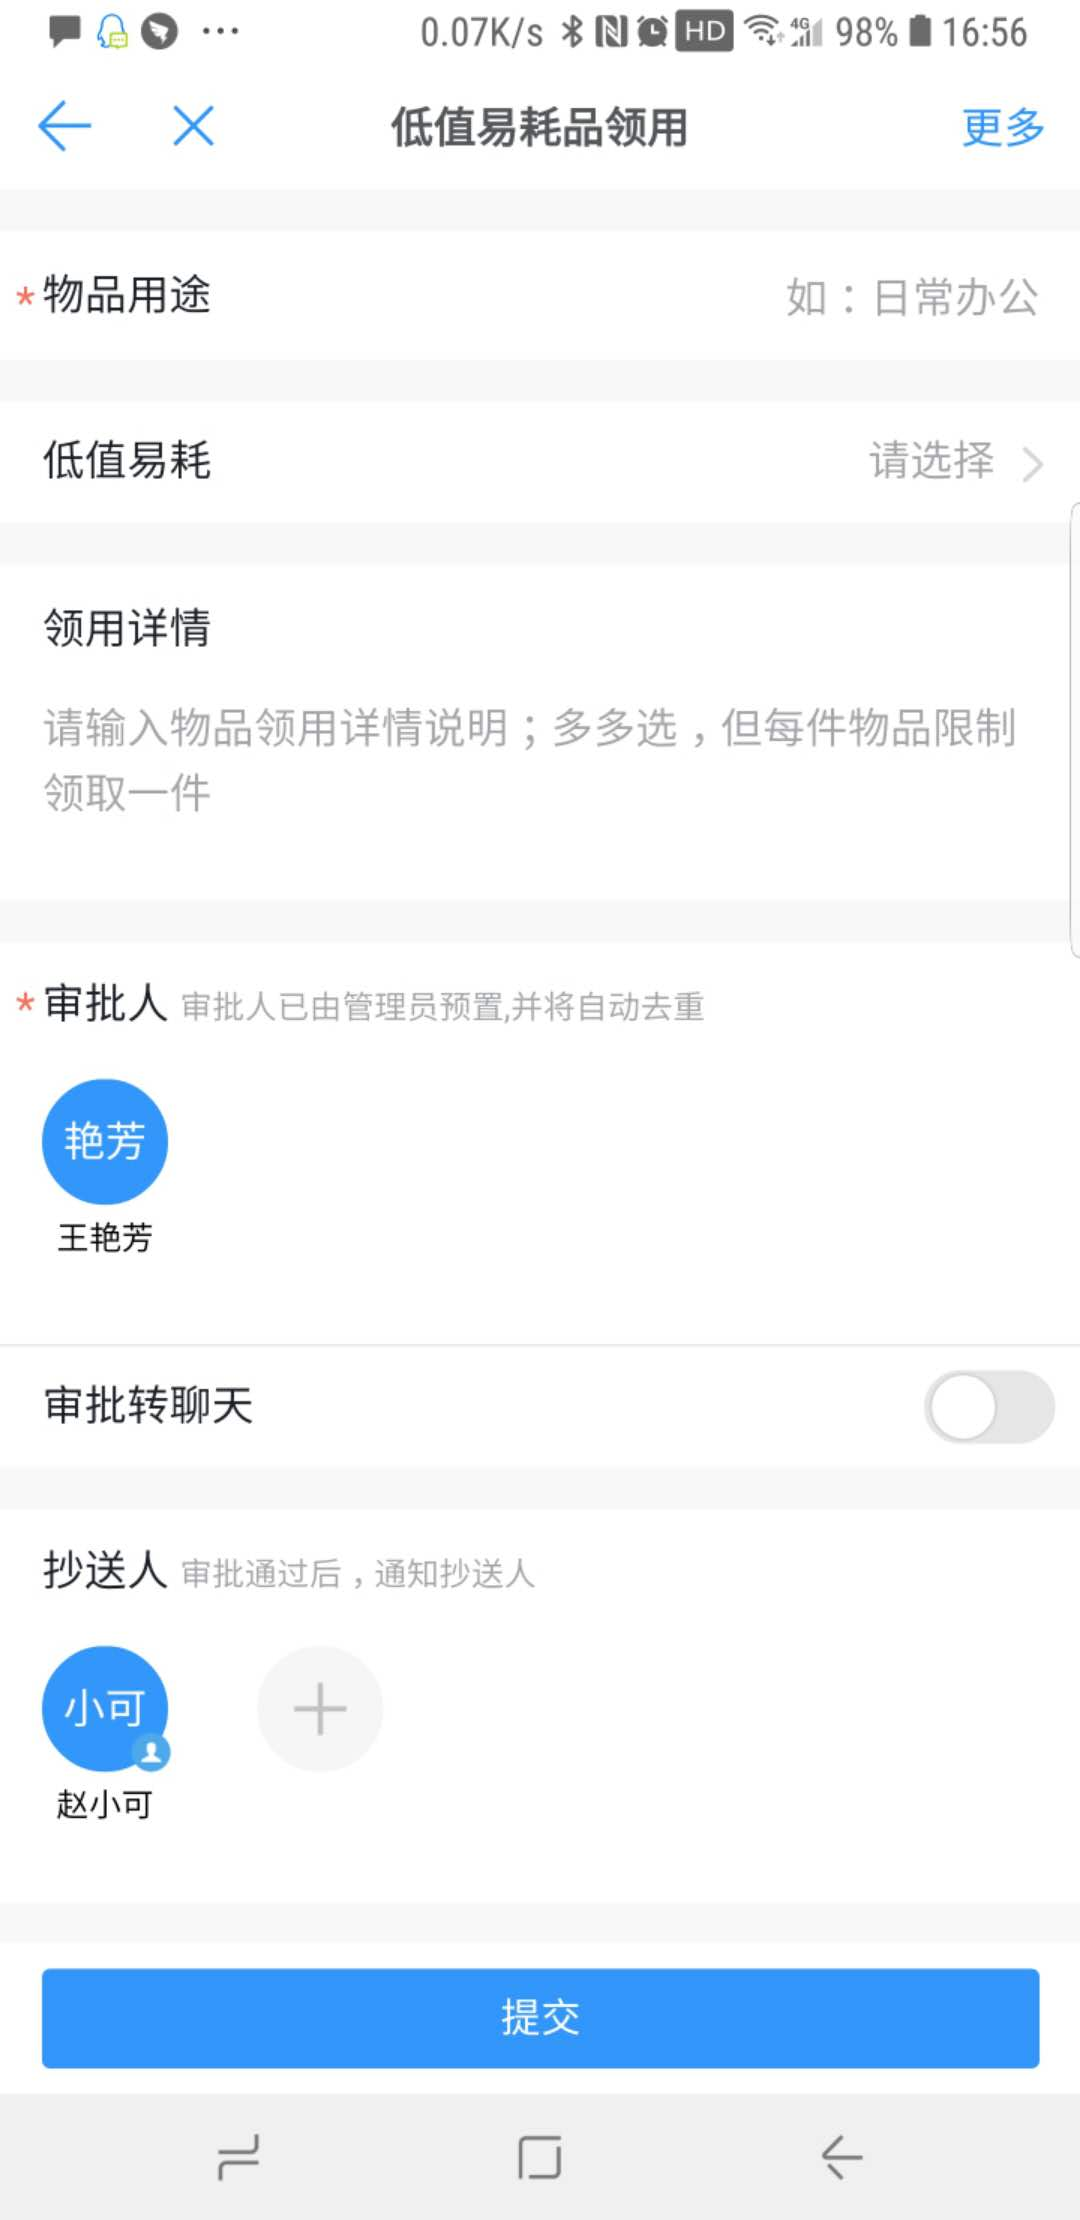 0.07K/s HD 4G 98% 16:56
低值易耗品领用 更多
*物品用途 如：日常办公
低值易耗 请选择
领用详情
请输入物品领用详情说明；多多选，但每件物品限制
领取一件
*审批人 审批人已由管理员预置,并将自动去重
艳芳
王艳芳
审批转聊天
抄送人 审批通过后，通知抄送人
小可
赵小可
提交